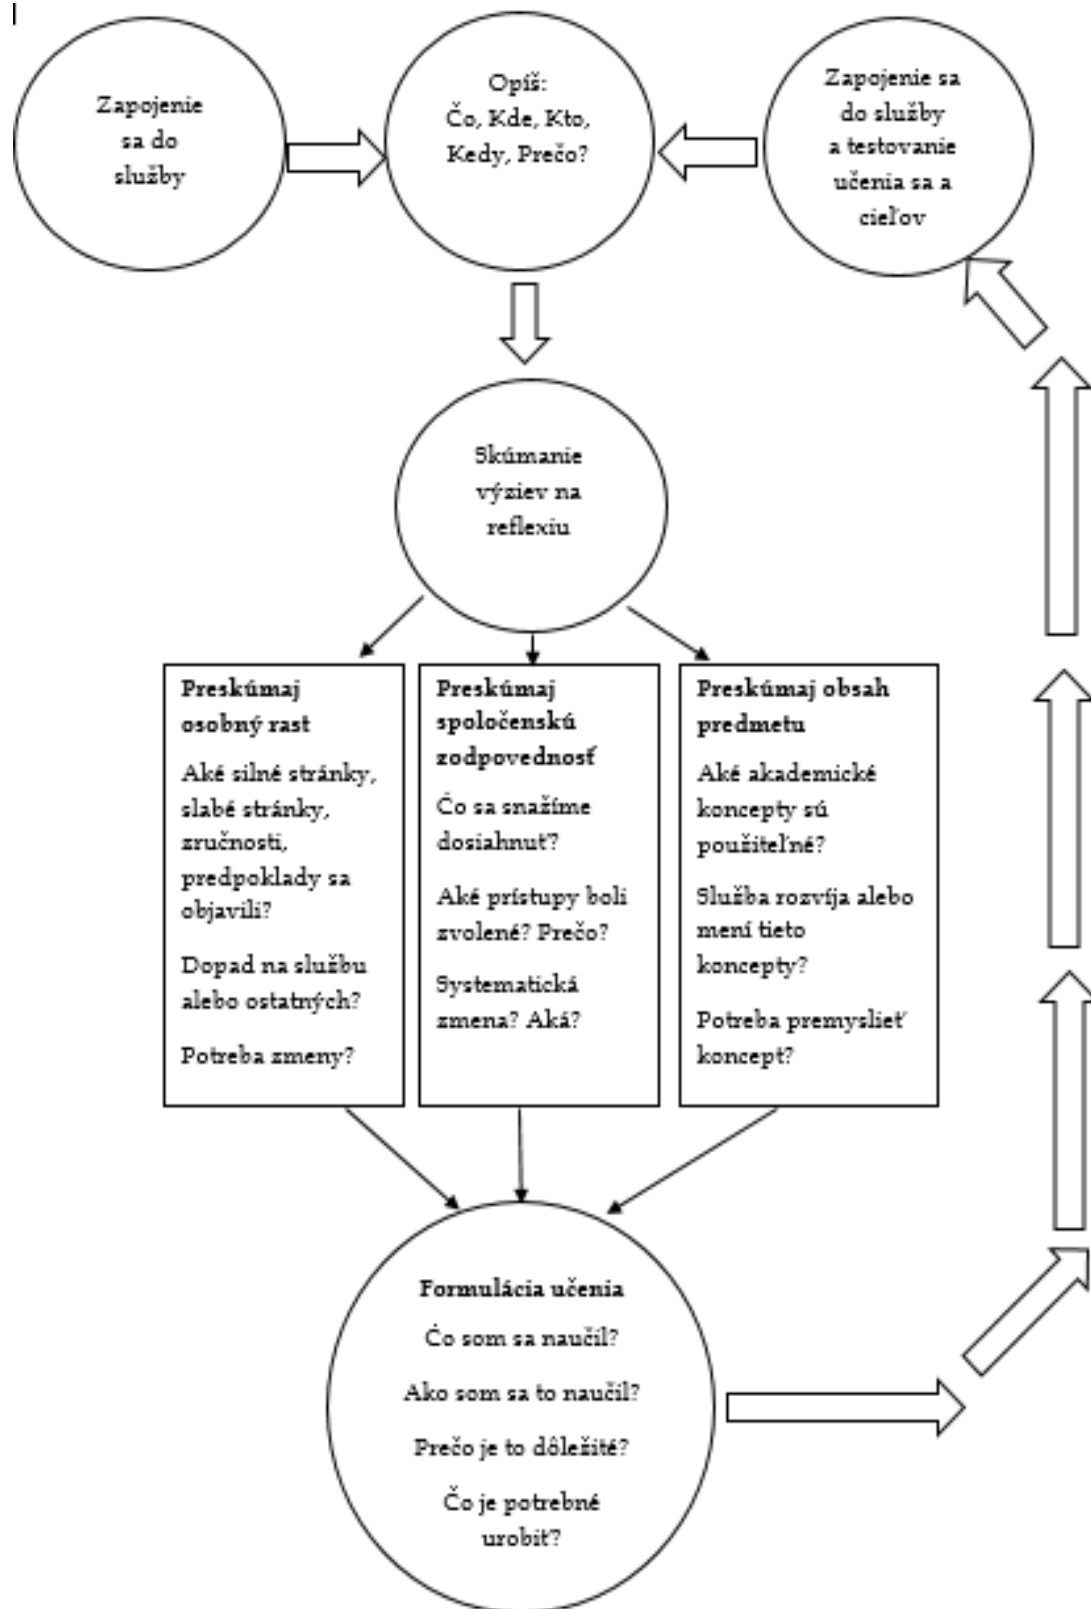 Zapojenie
sa do
služby
Opíš:
Čo, Kde, Kto,
Kedy, Prečo?
Zapojenie sa
do služby
a testovanie
učenia sa a
cieľov
Skúmanie
výziev na
reflexiu
Preskúmaj
osobný rast
Aké silné stránky,
slabé stránky,
zručnosti,
predpoklady sa
objavili?
Dopad na službu
alebo ostatných?
Potreba zmeny?
Preskúmaj
spoločenskú
zodpovednosť
Čo sa snažíme
dosiahnuť?
Aké prístupy boli
zvolené? Prečo?
Systematická
zmena? Aká?
Preskúmaj obsah
predmetu
Aké akademické
koncepty sú
použiteľné?
Služba rozvíja alebo
mení tieto
koncepty?
Potreba premyslieť
koncept?
Formulácia učenia
Čo som sa naučil?
Ako som sa to naučil?
Prečo je to dôležité?
Čo je potrebné
urobiť?